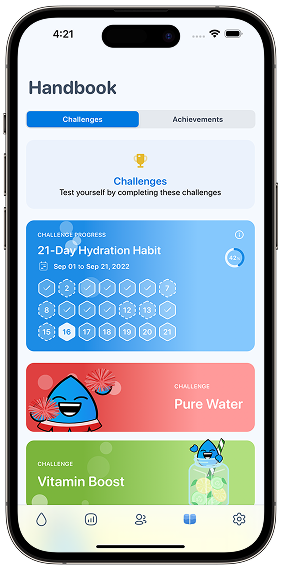 4:21
Handbook
Challenges Achievements
Challenges
Test yourself by completing these challenges
CHALLENGE PROGRESS
21-Day Hydration Habit
42%
Sep 01 to Sep 21, 2022
2 7
8 12 13
15 16 17 18 19 20 21
CHALLENGE
Pure Water
CHALLENGE
Vitamin Boost